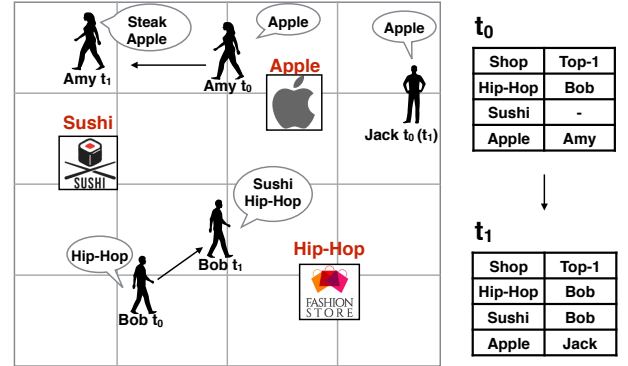 Steak
Apple
Apple
Apple
Amy t1
Amy t0
Apple
Jack t0 (t1)
Sushi
SUSHI
Sushi
Hip-Hop
Hip-Hop
Bob t1
Hip-Hop
FASHION
STORE
Bob t0
t0
Shop Top-1
Hip-Hop Bob
Sushi -
Apple Amy
t1
Shop Top-1
Hip-Hop Bob
Sushi Bob
Apple Jack